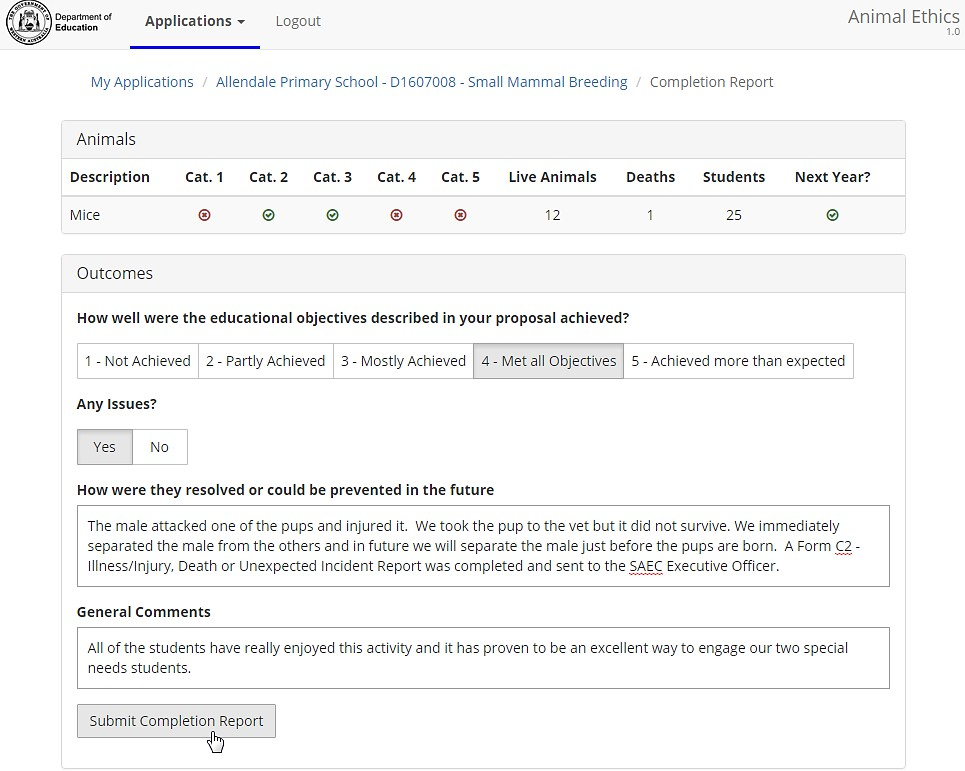 THE GOVERNMENT OF
WESTERN AUSTRALIA
Department of
Education
Applications
Logout
Animal Ethics
1.0
My Applications / Allendale Primary School - D1607008 - Small Mammal Breeding / Completion Report
Animals
Description Cat. 1 Cat. 2 Cat. 3 Cat. 4 Cat. 5 Live Animals Deaths Students Next Year?
Mice 12 1 25
Outcomes
How well were the educational objectives described in your proposal achieved?
1 - Not Achieved 2 - Partly Achieved 3 - Mostly Achieved 4 - Met all Objectives 5 - Achieved more than expected
Any Issues?
Yes No
How were they resolved or could be prevented in the future
The male attacked one of the pups and injured it.  We took the pup to the vet but it did not survive. We immediately
separated the male from the others and in future we will separate the male just before the pups are born.  A Form C2 -
Illness/Injury, Death or Unexpected Incident Report was completed and sent to the SAEC Executive Officer.
General Comments
All of the students have really enjoyed this activity and it has proven to be an excellent way to engage our two special
needs students.
Submit Completion Report